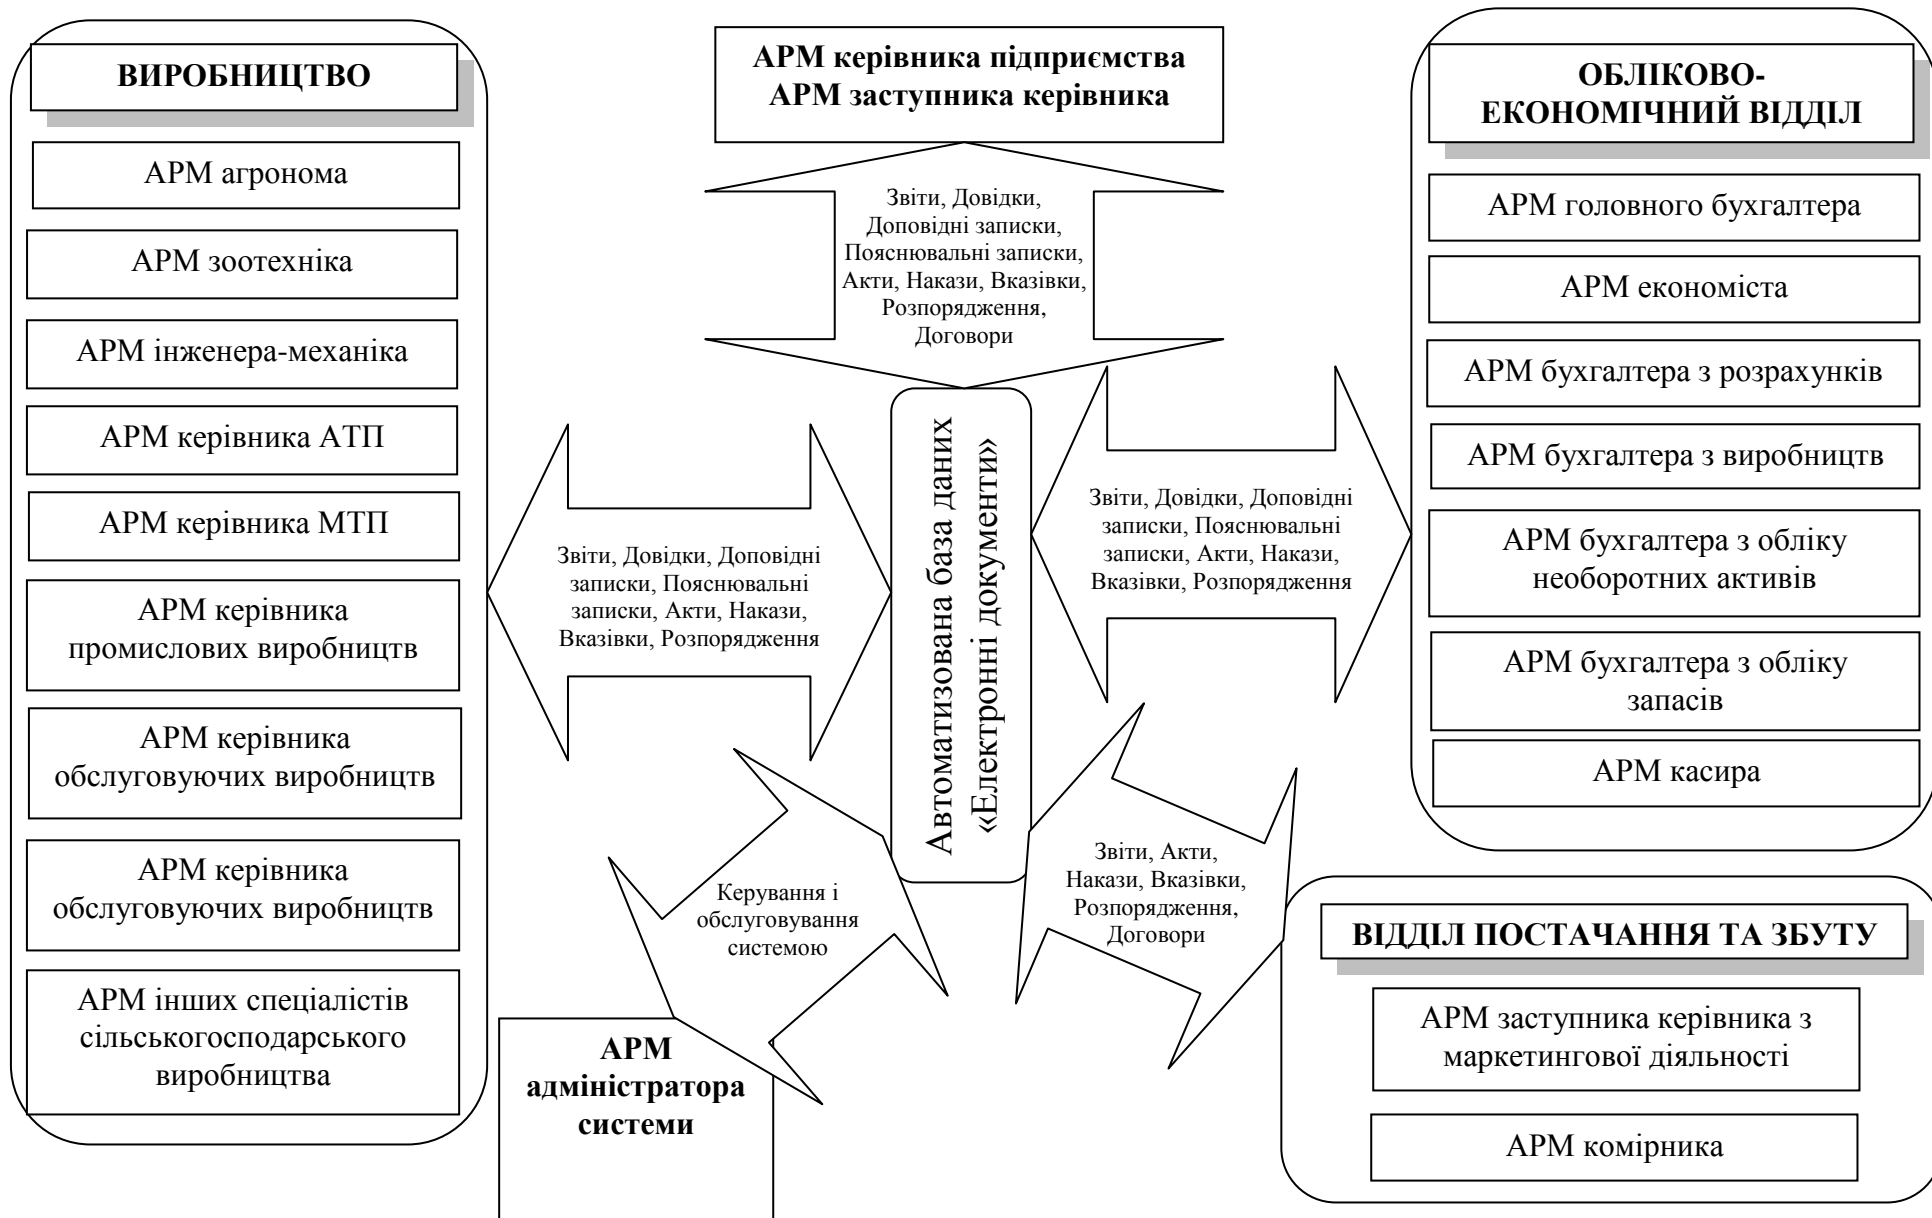 ВИРОБНИЦТВО
АРМ агронома
АРМ зоотехніка
АРМ інженера-механіка
АРМ керівника АТП
АРМ керівника МТП
АРМ керівника
промислових виробництв
АРМ керівника
обслуговуючих виробництв
АРМ керівника
обслуговуючих виробництв
АРМ інших спеціалістів
сільськогосподарського
виробництва
АРМ керівника підприємства
АРМ заступника керівника
Звіти, Довідки,
Доповідні записки,
Пояснювальні записки,
Акти, Накази, Вказівки,
Розпорядження,
Договори
Звіти, Довідки, Доповідні
записки, Пояснювальні
записки, Акти, Накази,
Вказівки, Розпорядження
Автоматизована база даних
«Електронні документи»
Звіти, Довідки, Доповідні
записки, Пояснювальні
записки, Акти, Накази,
Вказівки, Розпорядження
Керування і
обслуговування
системою
Звіти, Акти,
Накази, Вказівки,
Розпорядження,
Договори
АРМ
адміністратора
системи
ОБЛІКОВО-
ЕКОНОМІЧНИЙ ВІДДІЛ
АРМ головного бухгалтера
АРМ економіста
АРМ бухгалтера з розрахунків
АРМ бухгалтера з виробництв
АРМ бухгалтера з обліку
необоротних активів
АРМ бухгалтера з обліку
запасів
АРМ касира
ВІДДІЛ ПОСТАЧАННЯ ТА ЗБУТУ
АРМ заступника керівника з
маркетингової діяльності
АРМ комірника